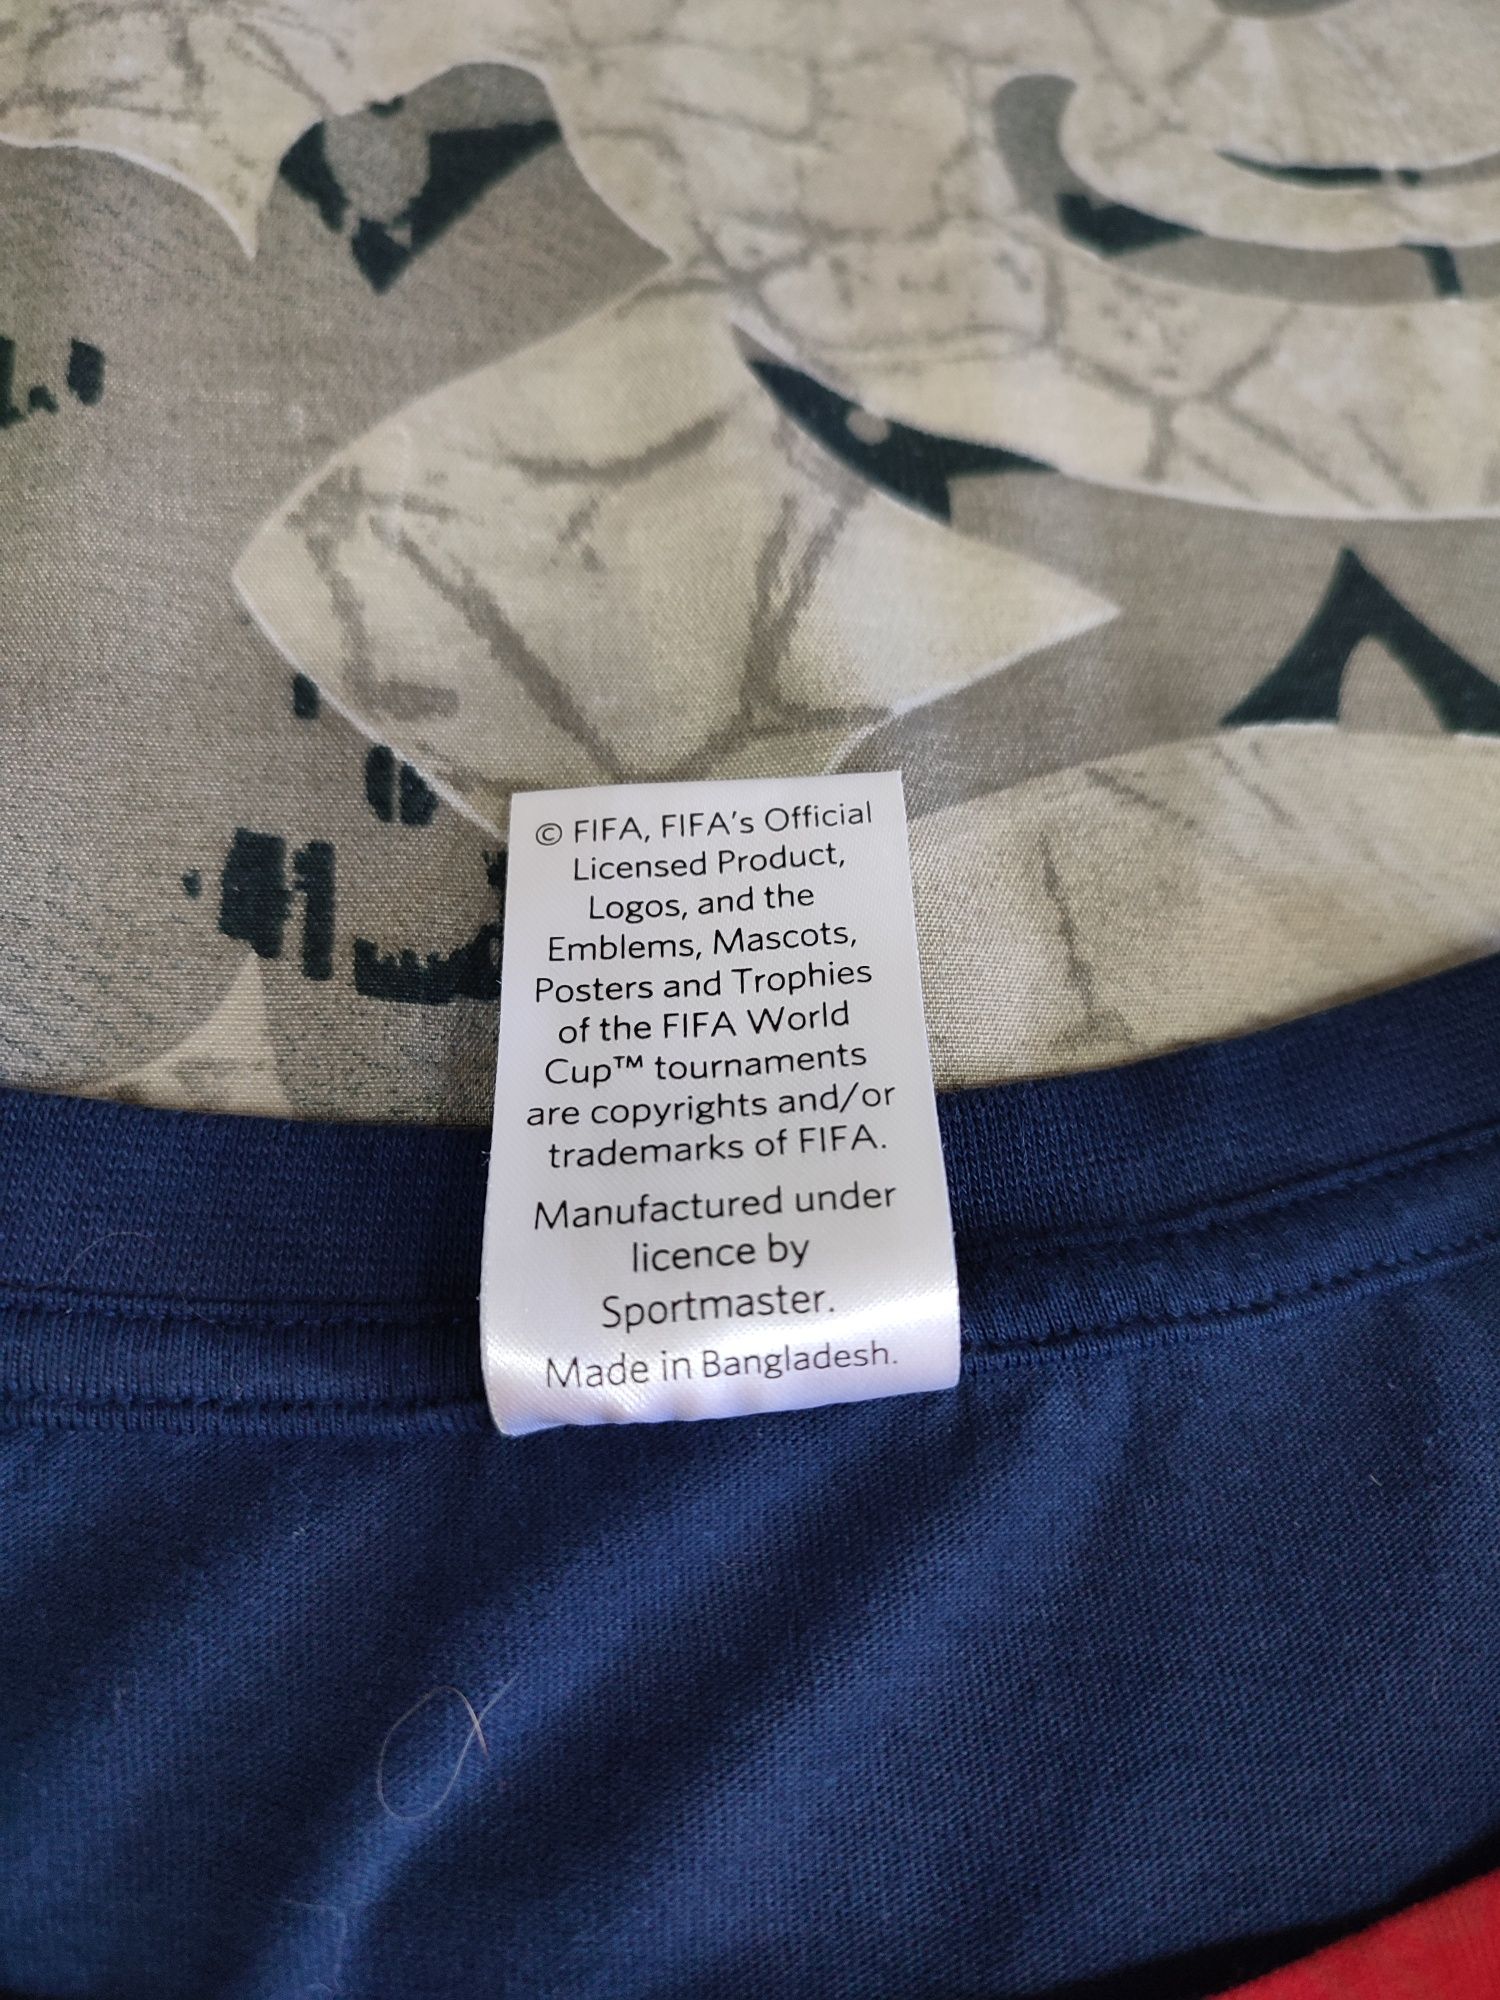 © FIFA, FIFA's Official
Licensed Product,
Logos, and the
Emblems, Mascots,
Posters and Trophies
of the FIFA World
Cup™ tournaments
are copyrights and/or
trademarks of FIFA.
Manufactured under
licence by
Sportmaster.
Made in Bangladesh.